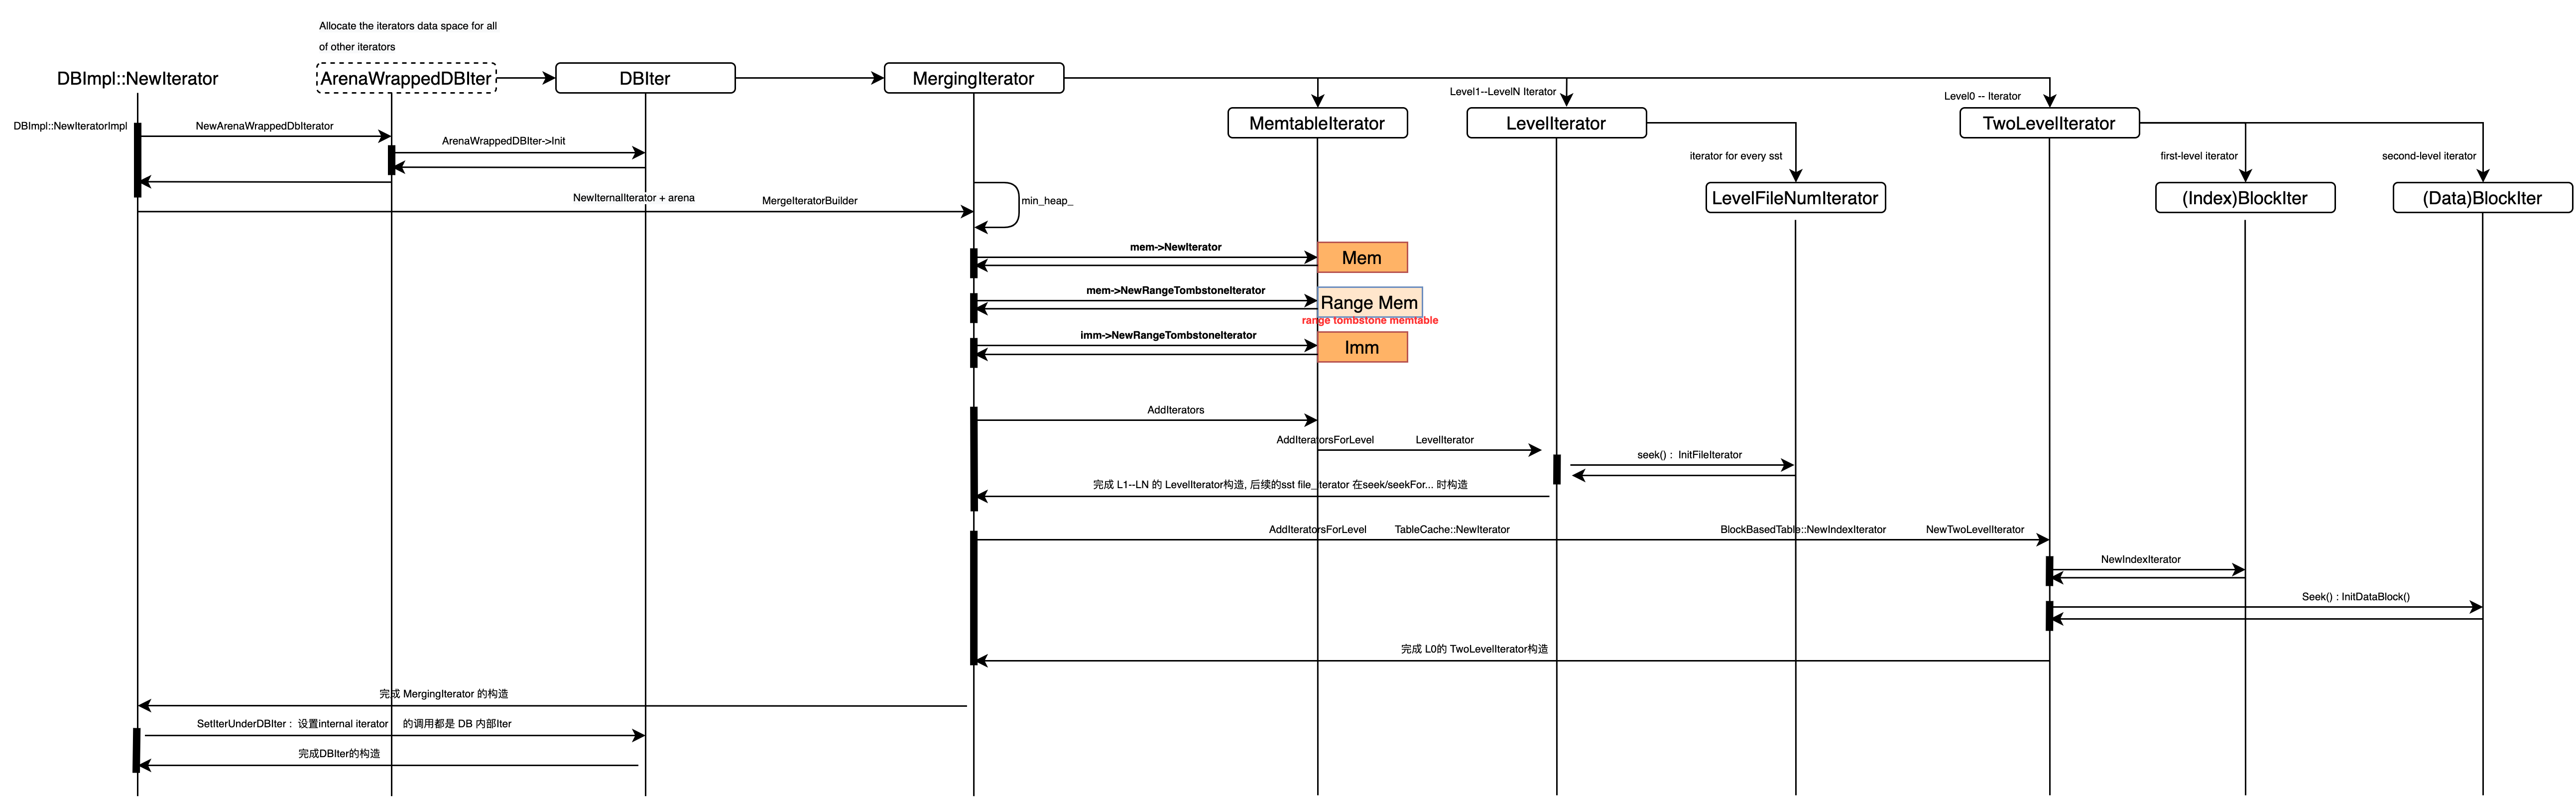 Allocate the iterators data space for all
of other iterators
DBImpl::NewIterator
ArenaWrappedDBIter
DBIter
MergingIterator
Level1--LevelN Iterator
Level0 -- Iterator
MemtableIterator
LevelIterator
TwoLevelIterator
DBImpl::NewIteratorImpl
NewArenaWrappedDbIterator
ArenaWrappedDBIter->Init
iterator for every sst
first-level iterator
second-level iterator
LevelFileNumIterator
(Index)BlockIter
(Data)BlockIter
NewIternalIterator + arena
MergeIteratorBuilder
min_heap_
mem->NewIterator
Mem
mem->NewRangeTombstoneIterator
Range Mem
range tombstone memtable
imm->NewRangeTombstoneIterator
Imm
AddIterators
AddIteratorsForLevel
LevelIterator
seek() : InitFileIterator
完成 L1--LN 的 LevelIterator构造, 后续的sst file_iterator 在seek/seekFor... 时构造
AddIteratorsForLevel
TableCache::NewIterator
BlockBasedTable::NewIndexIterator
NewTwoLevelIterator
NewIndexIterator
Seek() : InitDataBlock()
完成 L0的 TwoLevelIterator构造
完成 MergingIterator 的构造
SetIterUnderDBIter : 设置internal iterator 的调用都是 DB 内部Iter
完成DBIter的构造